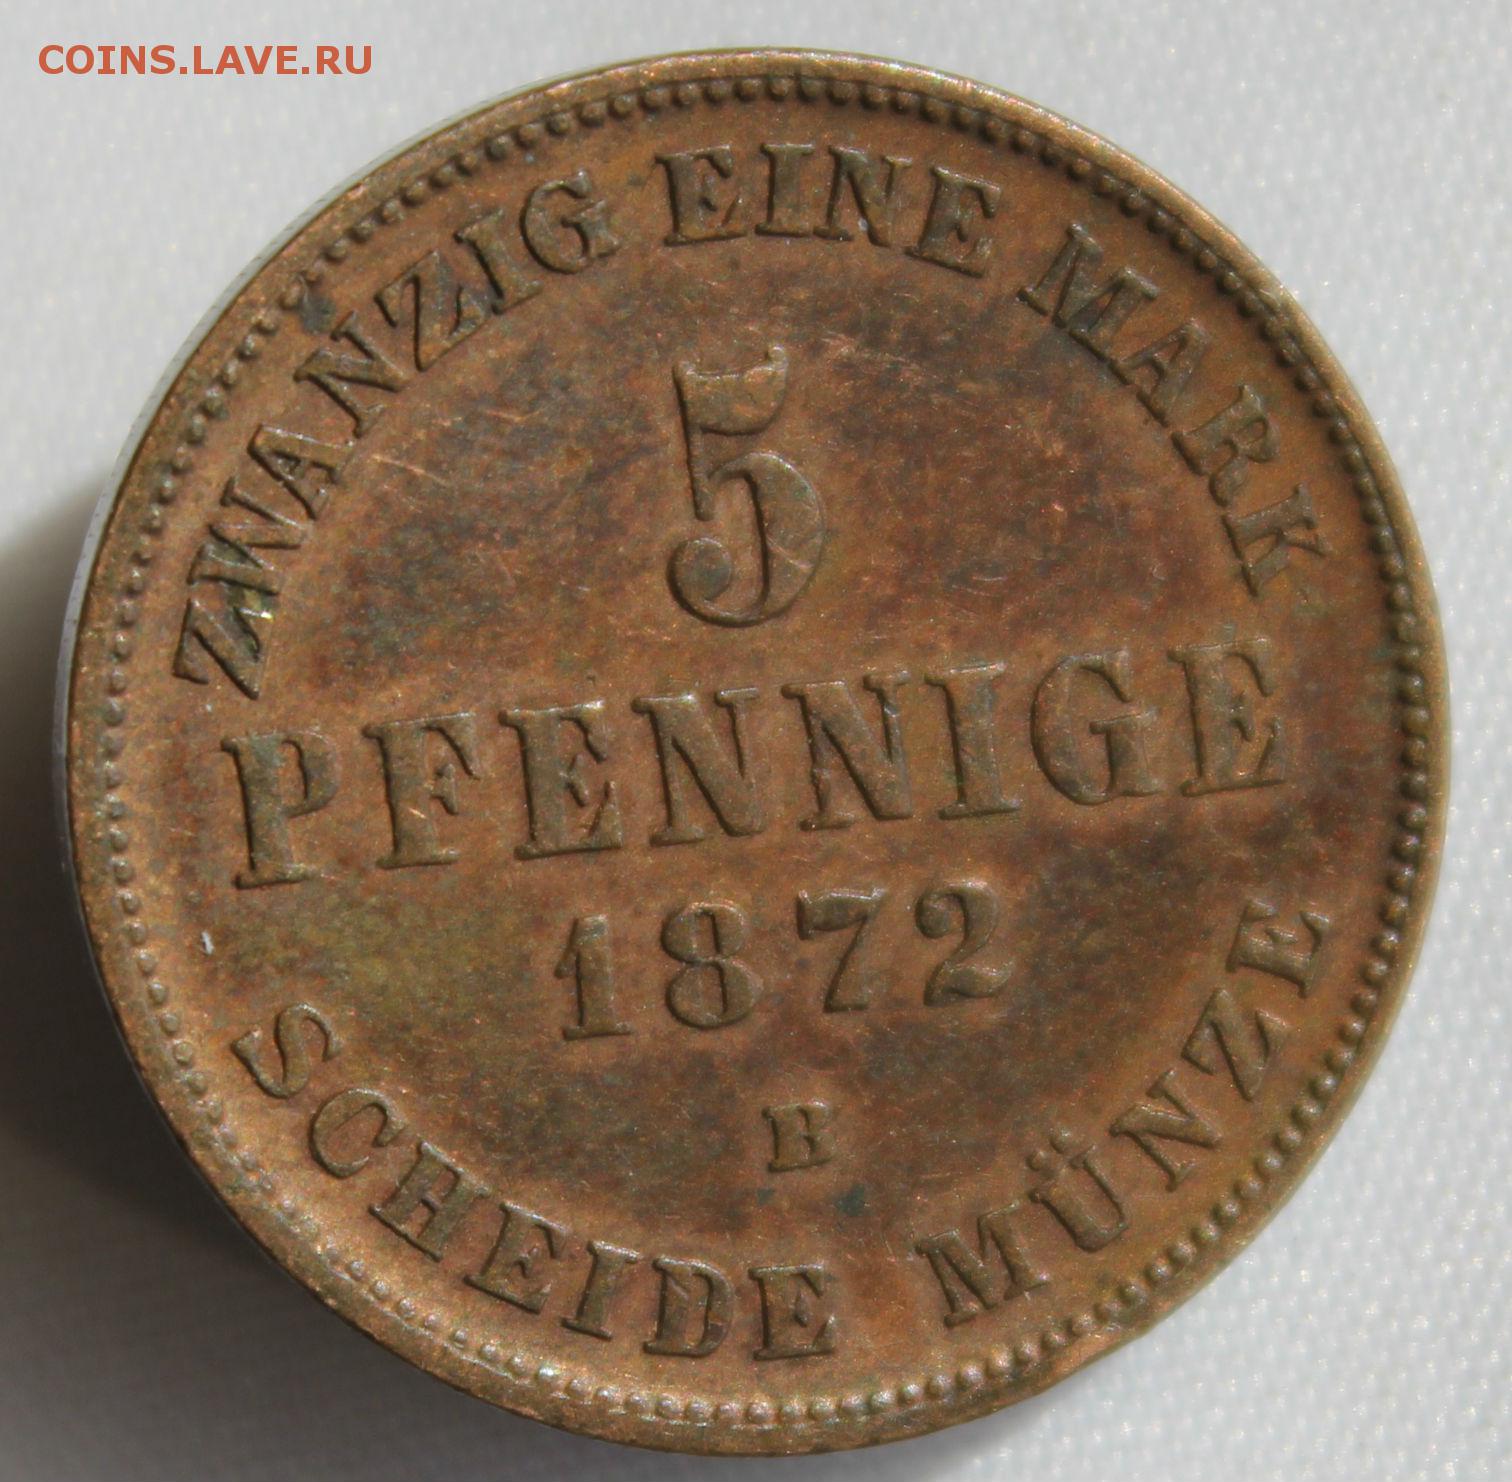 COINS.LAVE.RU
ZWANZIG EINE MARK
5
PFENNIGE
1872
B
SCHEIDE MÜNZE